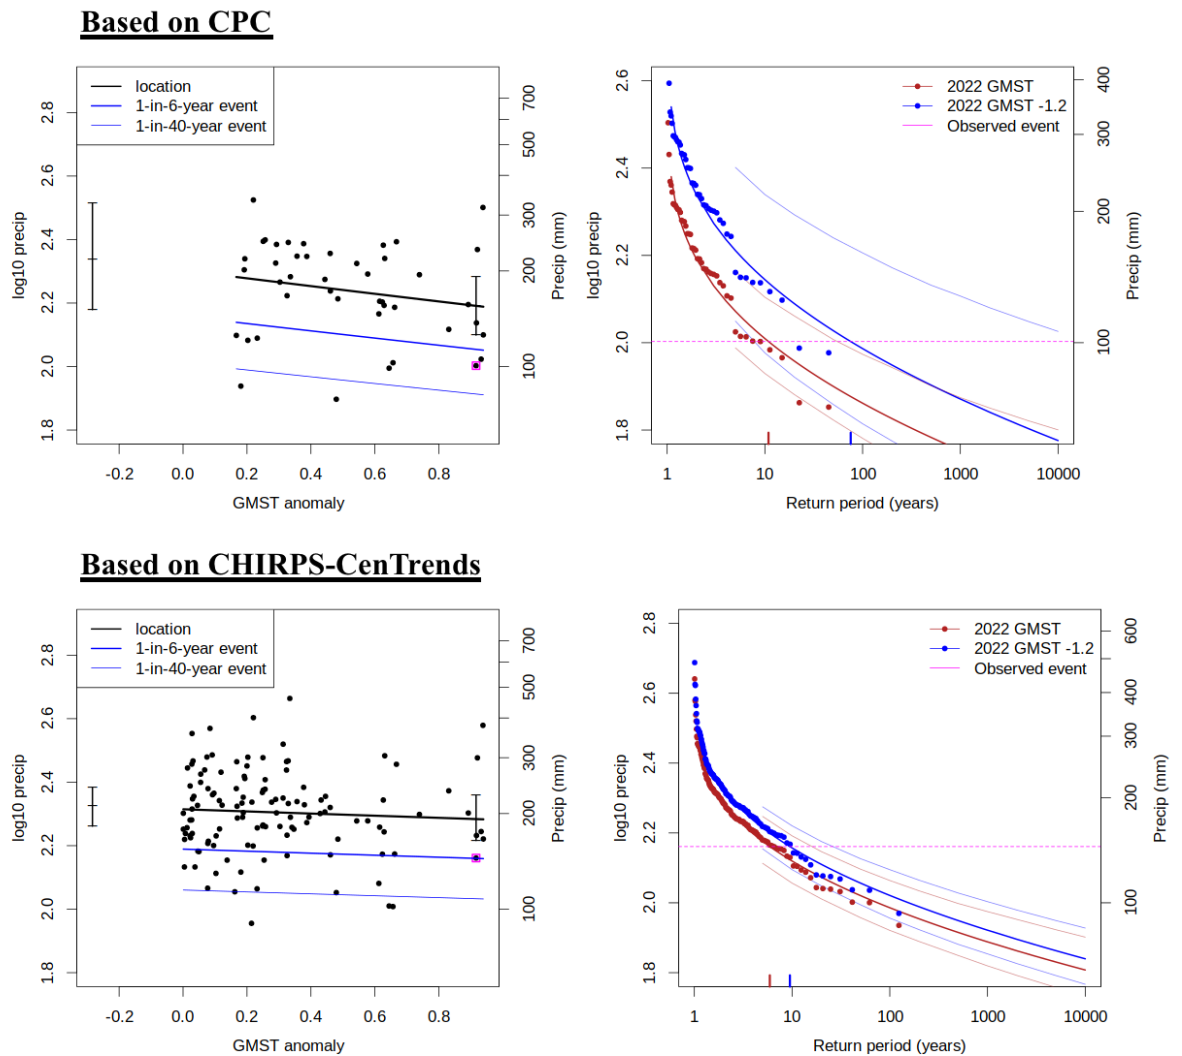 Based on CPC
location
1-in-6-year event
1-in-40-year event
log10 precip
1.8 2.0 2.2 2.4 2.6 2.8
Precip (mm)
100 200 300 500 700
-0.2 0.0 0.2 0.4 0.6 0.8
GMST anomaly
2022 GMST
2022 GMST -1.2
Observed event
log10 precip
1.8 2.0 2.2 2.4 2.6
Precip (mm)
100 200 300 400
1 10 100 1000 10000
Return period (years)
Based on CHIRPS-CenTrends
location
1-in-6-year event
1-in-40-year event
log10 precip
1.8 2.0 2.2 2.4 2.6 2.8
Precip (mm)
100 200 300 500 700
-0.2 0.0 0.2 0.4 0.6 0.8
GMST anomaly
2022 GMST
2022 GMST -1.2
Observed event
log10 precip
1.8 2.0 2.2 2.4 2.6 2.8
Precip (mm)
100 200 300 400 600
1 10 100 1000 10000
Return period (years)